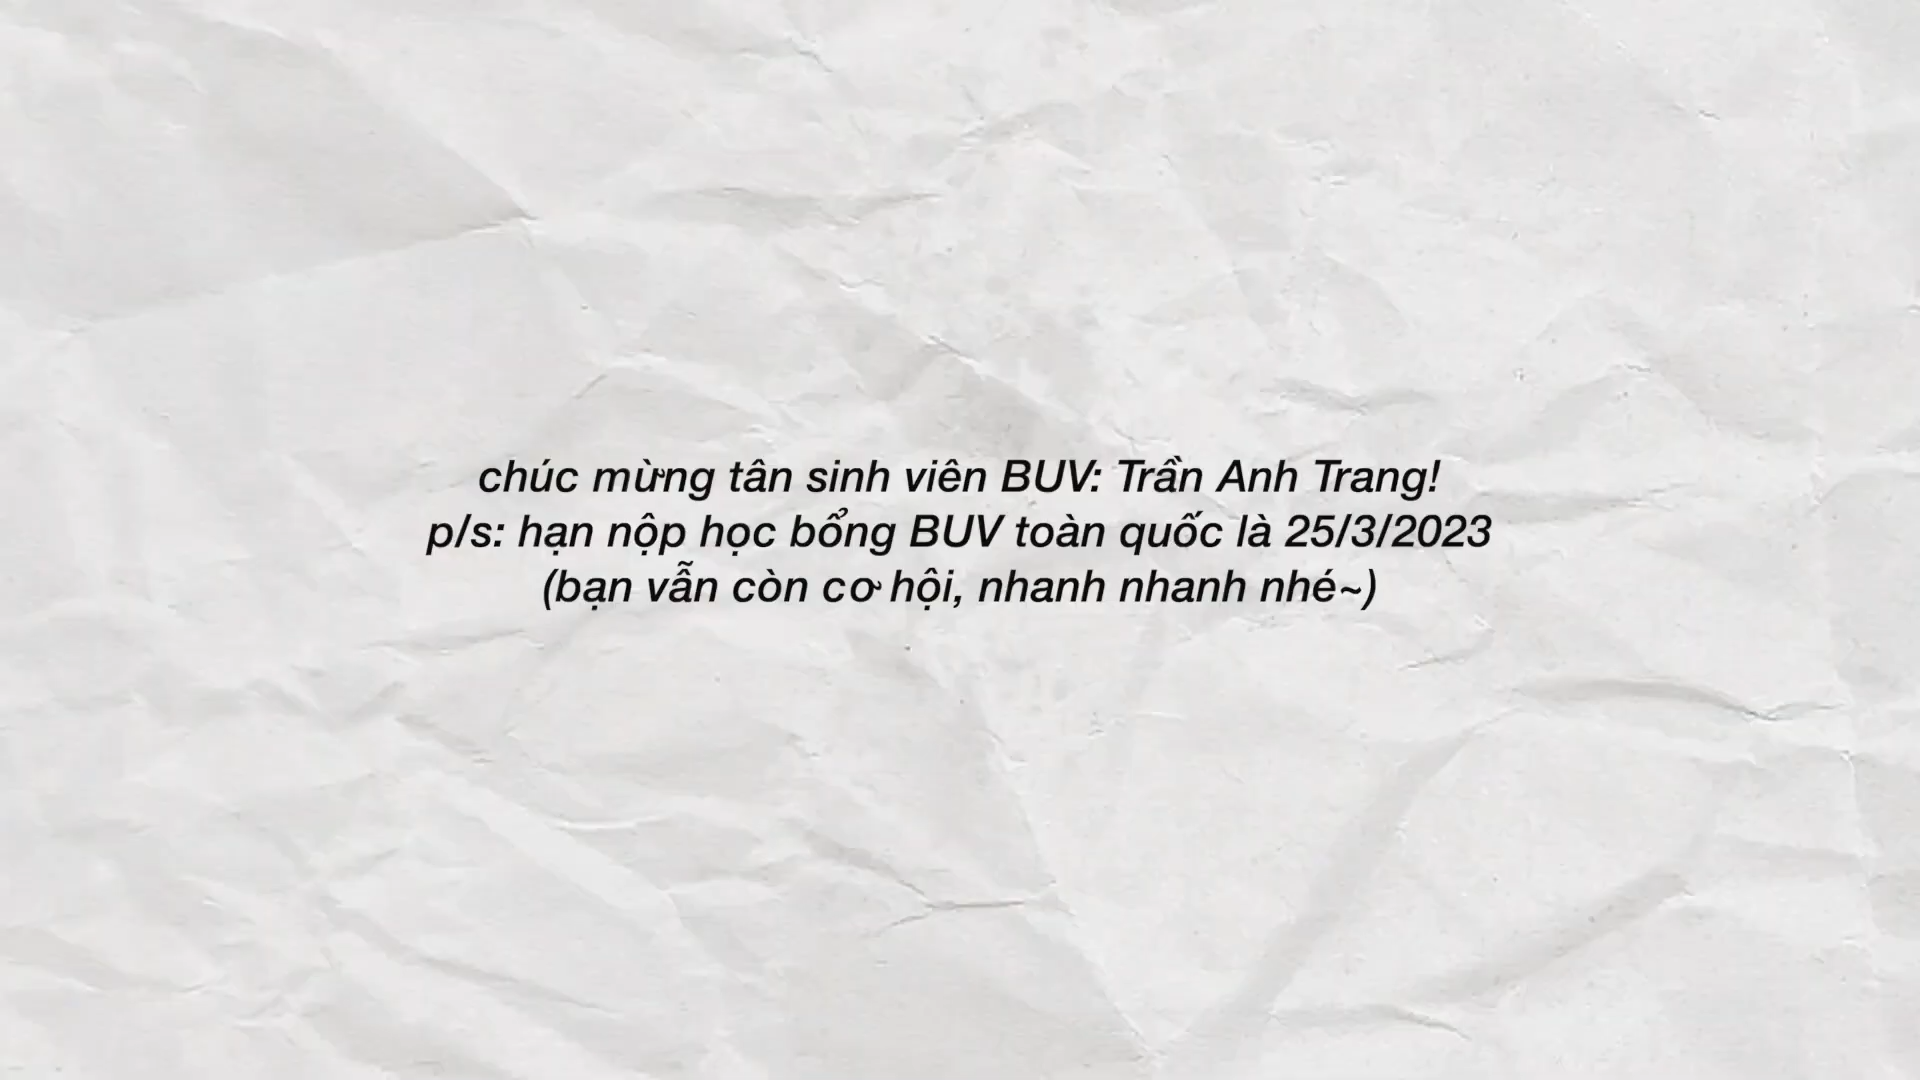 chúc mừng tân sinh viên BUV: Trần Anh Trang!
p/s: hạn nộp học bổng BUV toàn quốc là 25/3/2023
(bạn vẫn còn cơ hội, nhanh nhanh nhé~)